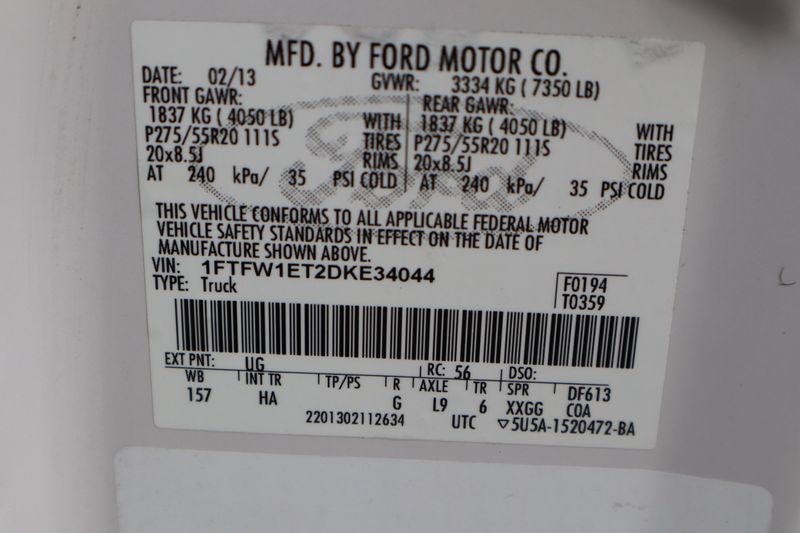 MFD. BY FORD MOTOR CO.
DATE: 02/13 GVWR: 3334 KG ( 7350 LB)
FRONT GAWR: REAR GAWR:
1837 KG ( 4050 LB) WITH 1837 KG ( 4050 LB) WITH
P275/55R20 111S TIRES P275/55R20 111S TIRES
20x8.5J RIMS 20x8.5J RIMS
AT 240 kPa/ 35 PSI COLD AT 240 kPa/ 35 PSI COLD
Ford
THIS VEHICLE CONFORMS TO ALL APPLICABLE FEDERAL MOTOR
VEHICLE SAFETY STANDARDS IN EFFECT ON THE DATE OF
MANUFACTURE SHOWN ABOVE.
VIN: 1FTFW1ET2DKE34044 F0194
TYPE: Truck T0359
EXT PNT: UG RC: 56 DSO:
WB INT TR TP/PS R AXLE TR SPR DF613
157 HA G L9 6 XXGG COA
2201302112634 UTC ▽5U5A-1520472-BA